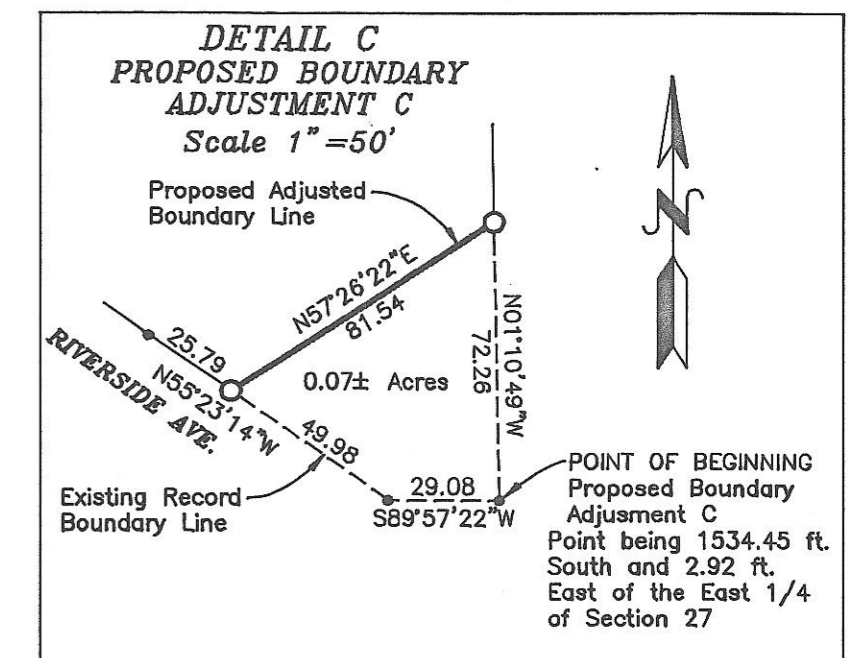 DETAIL C
PROPOSED BOUNDARY
ADJUSTMENT C
Scale 1"=50'
Proposed Adjusted
Boundary Line
N
N57°26'22"E
81.54
N01°10'49"W
72.26
25.79
N55°23'14"W
RIVERSIDE AVE.
0.07± Acres
49.98
Existing Record
Boundary Line
29.08
S89°57'22"W
POINT OF BEGINNING
Proposed Boundary
Adjusment C
Point being 1534.45 ft.
South and 2.92 ft.
East of the East 1/4
of Section 27